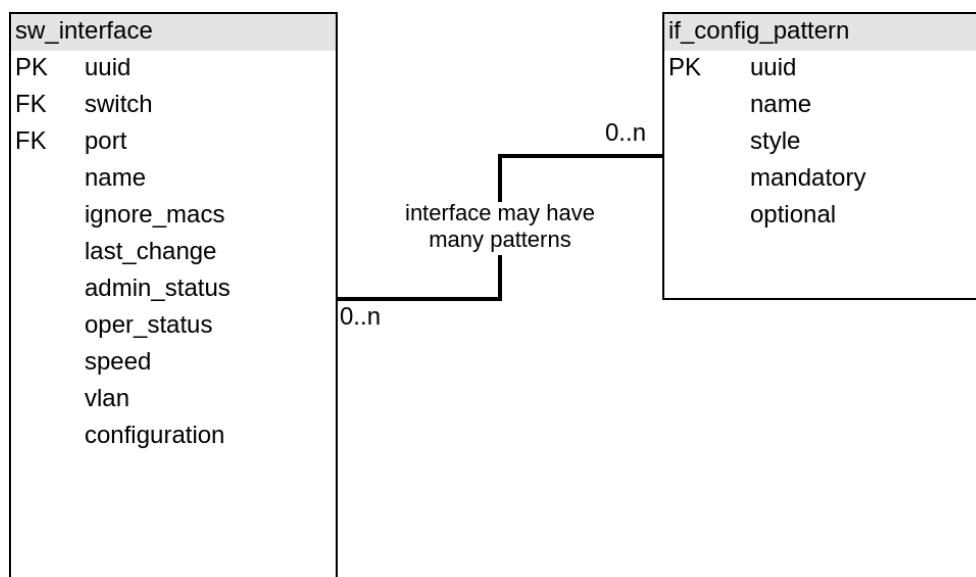 sw_interface
PK uuid
FK switch
FK port
name
ignore_macs
last_change
admin_status
oper_status
speed
vlan
configuration
0..n
interface may have
many patterns
0..n
if_config_pattern
PK uuid
name
style
mandatory
optional